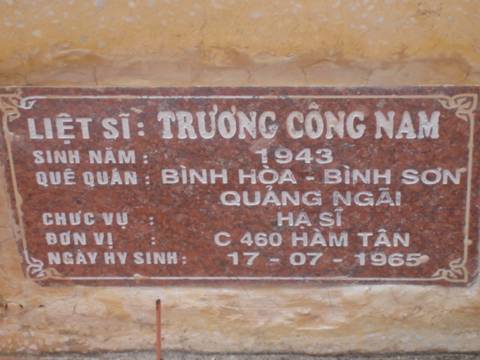 LIỆT SĨ: TRƯƠNG CÔNG NAM
SINH NĂM: 1943
QUÊ QUÁN: BÌNH HÒA - BÌNH SƠN
QUẢNG NGÃI
CHỨC VỤ: HẠ SĨ
ĐƠN VỊ: C 460 HÀM TÂN
NGÀY HY SINH: 17 - 07 - 1965